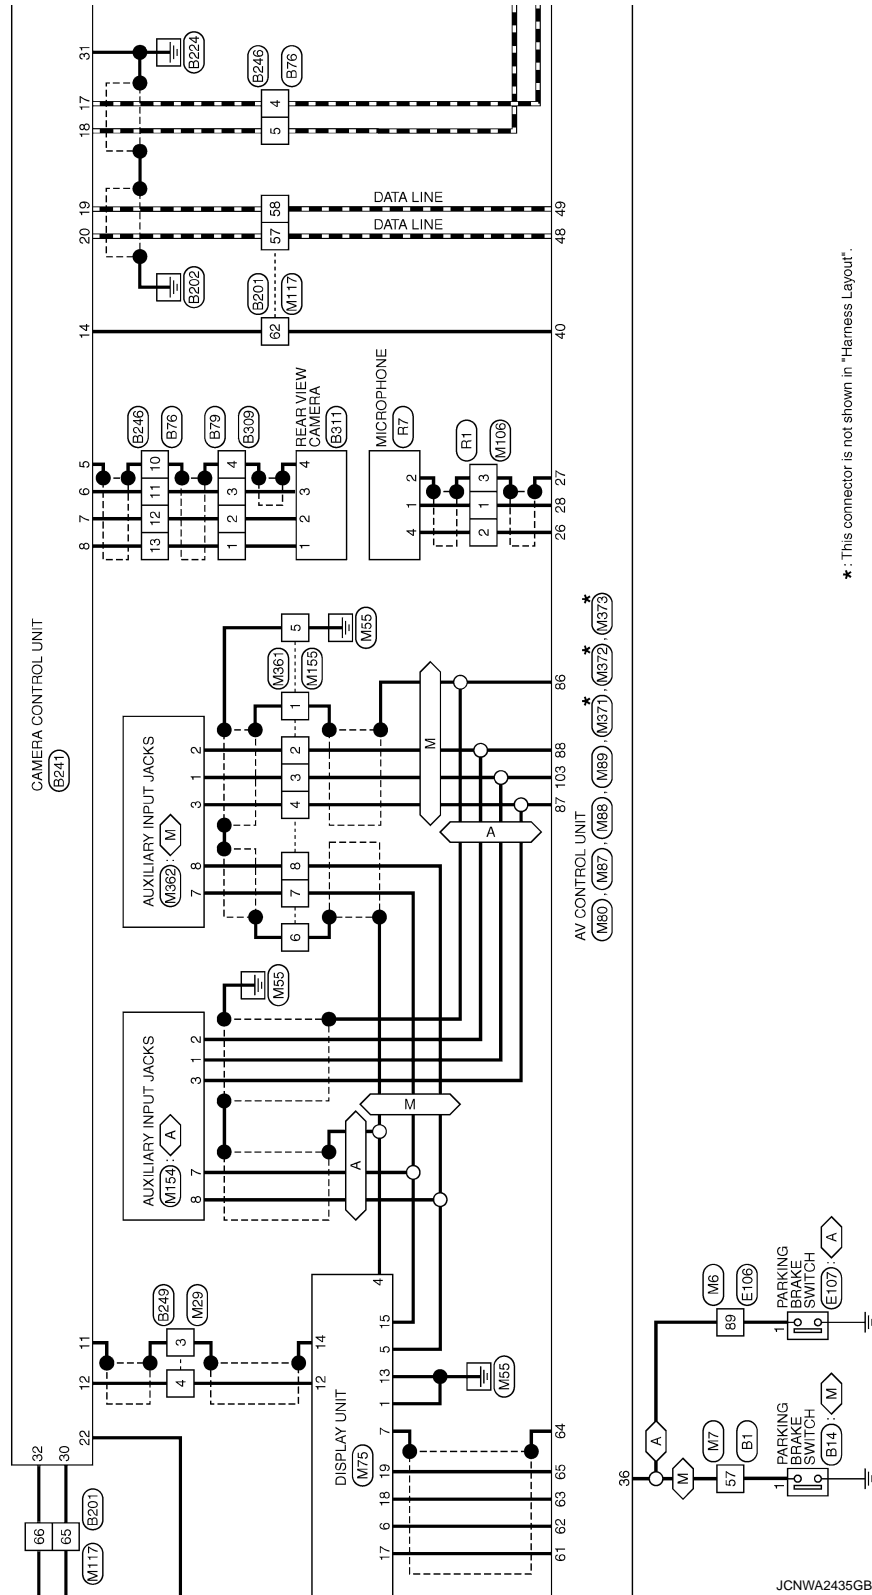 31
B224
B246
B76
17
4
18
5
19
58
DATA LINE
49
20
57
DATA LINE
48
B202
B201
M117
14
62
40
B246
B76
B79
B309
REAR VIEW
CAMERA
B311
5
10
4
4
6
11
3
3
7
12
2
2
8
13
1
1
MICROPHONE
R7
R1
M106
2
3
27
1
1
28
4
2
26
CAMERA CONTROL UNIT
B241
5
M55
M361
M155
1
86
AUXILIARY INPUT JACKS
M362 : M
2
2
88
1
3
103
3
4
87
8
8
7
7
6
M
A
AV CONTROL UNIT
M80 , M87 , M88 , M89 , M371 , M372 , M373
* * *
* : This connector is not shown in "Harness Layout".
M55
AUXILIARY INPUT JACKS
M154 : A
2
1
3
7
8
M
A
B249
M29
11
3
14
12
4
12
22
32
30
66
65
B201
M117
DISPLAY UNIT
M75
4
15
5
13
1
M55
7
64
19
65
18
63
6
62
17
61
36
A
M
M6
E106
89
1
PARKING
BRAKE
SWITCH
E107 : A
M7
B1
57
1
PARKING
BRAKE
SWITCH
B14 : M
JCNWA2435GB